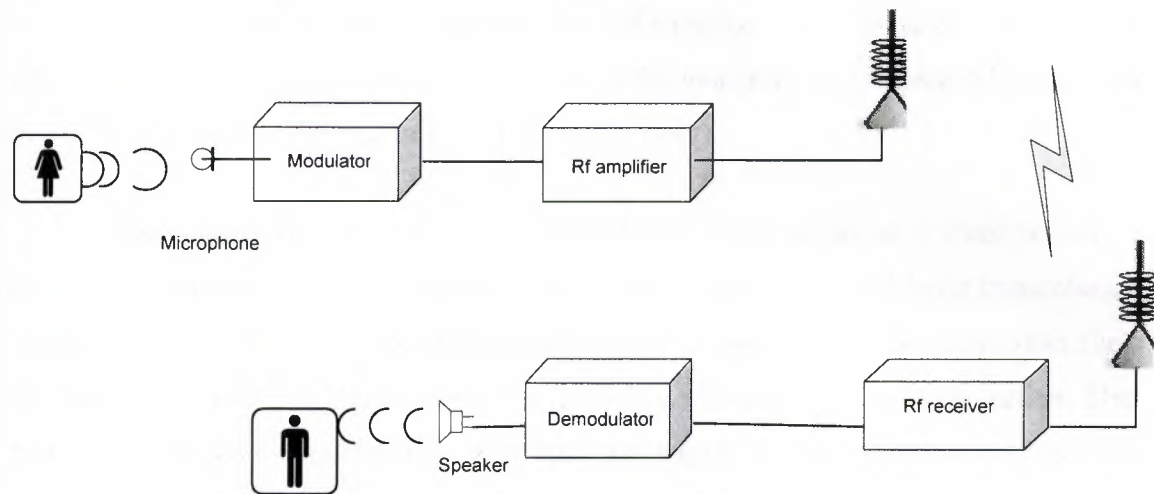 Modulator
Rf amplifier
Microphone
Rf receiver
Demodulator
Speaker